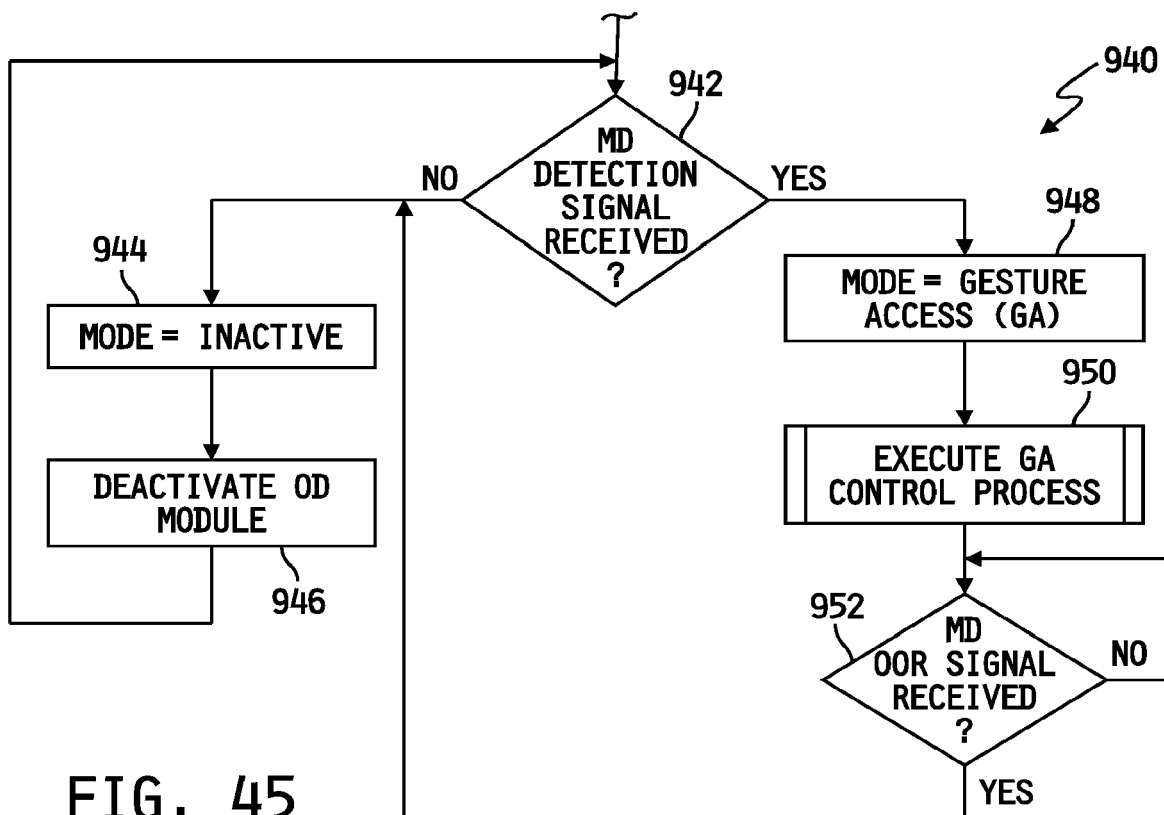 940
942
MD
DETECTION
SIGNAL
RECEIVED
?
NO
YES
944
MODE = INACTIVE
DEACTIVATE OD
MODULE
946
948
MODE = GESTURE
ACCESS (GA)
950
EXECUTE GA
CONTROL PROCESS
952
MD
OOR SIGNAL
RECEIVED
?
NO
YES
FIG. 45